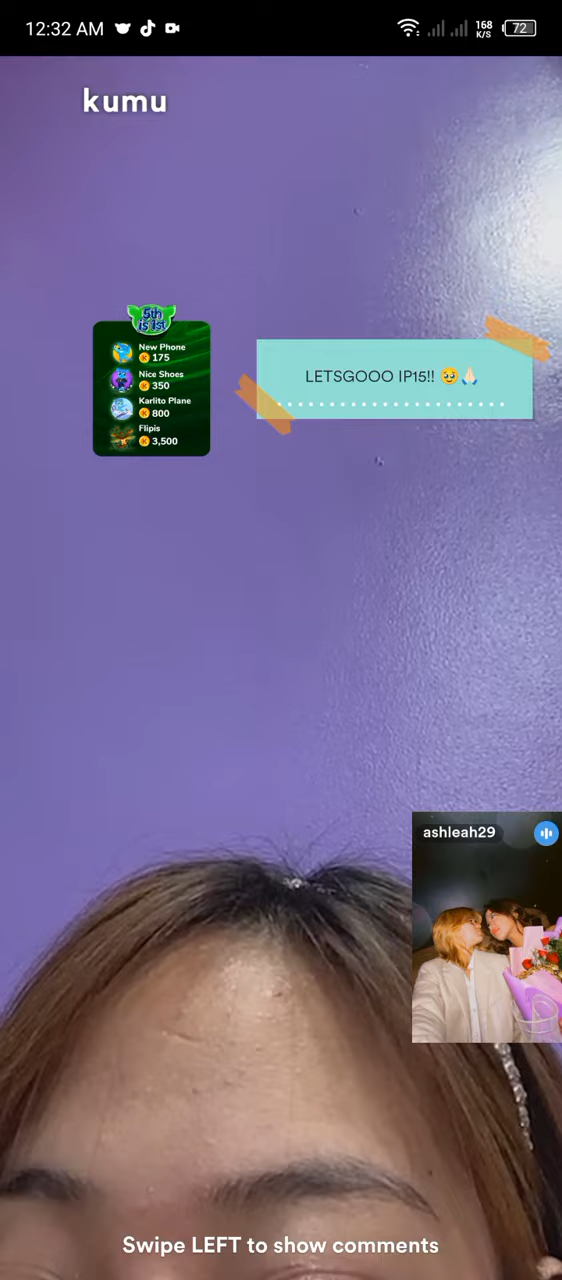 12:32 AM
168
K/S
72
kumu
5th
is 1st
New Phone
K 175
Nice Shoes
K 350
Karlito Plane
K 800
Flipis
K 3,500
LETSGOOO IP15!! 🥹🙏🏻
ashleah29
Swipe LEFT to show comments